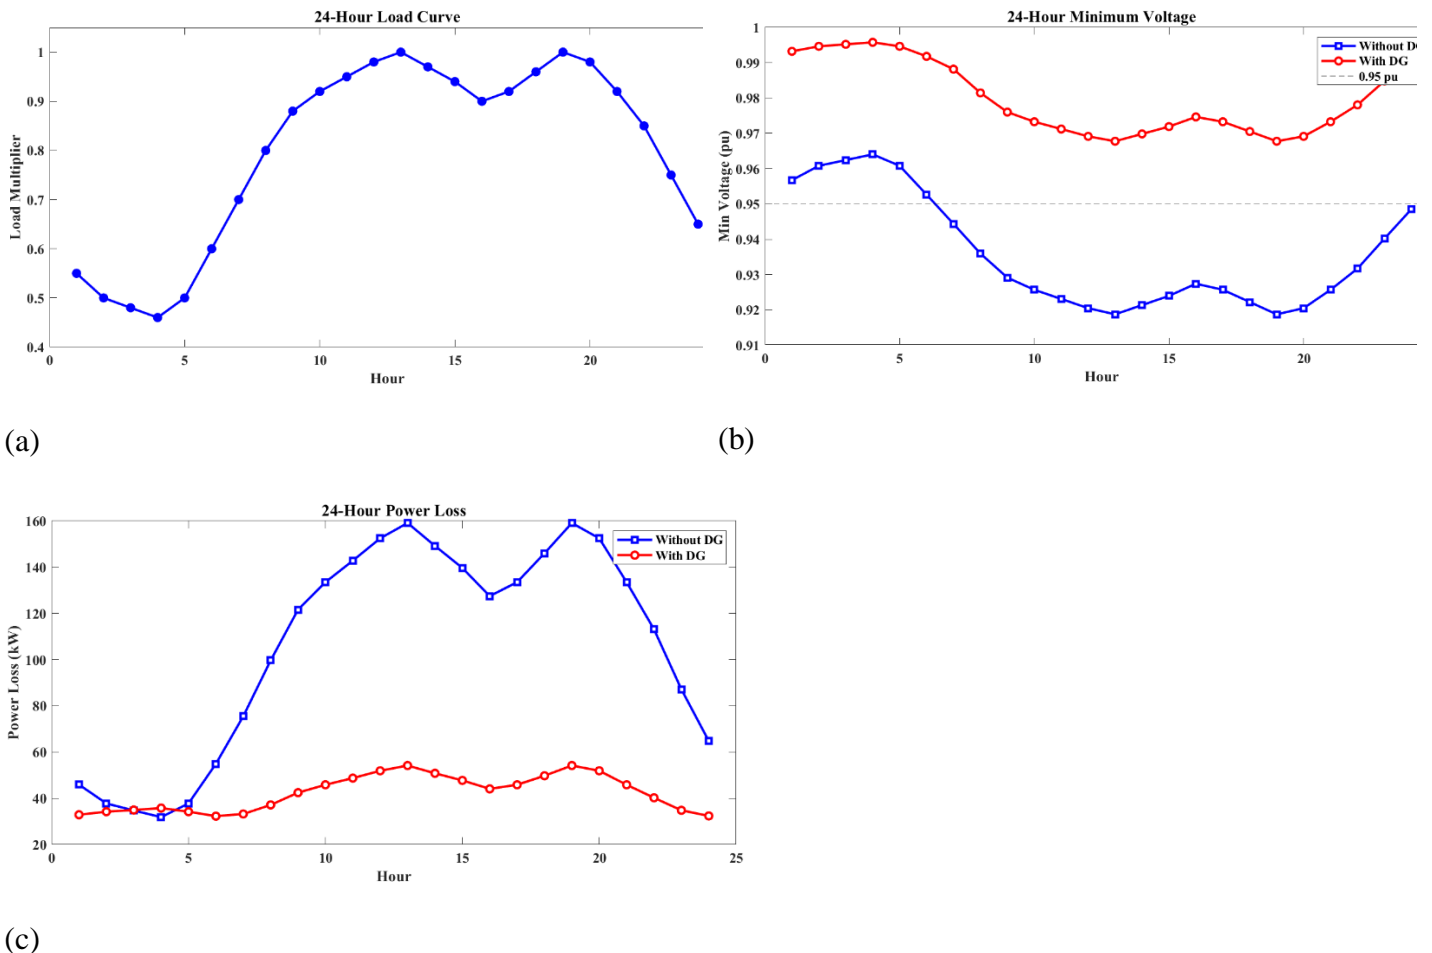 24-Hour Load Curve
1
0.9
0.8
0.7
0.6
0.5
0.4
Load Multiplier
0
5
10
15
20
Hour
(a)
24-Hour Minimum Voltage
1
0.99
0.98
0.97
0.96
0.95
0.94
0.93
0.92
0.91
Min Voltage (pu)
0
5
10
15
20
Hour
Without
With DG
0.95 pu
(b)
24-Hour Power Loss
160
140
120
100
80
60
40
20
Power Loss (kW)
0
5
10
15
20
25
Hour
Without DG
With DG
(c)